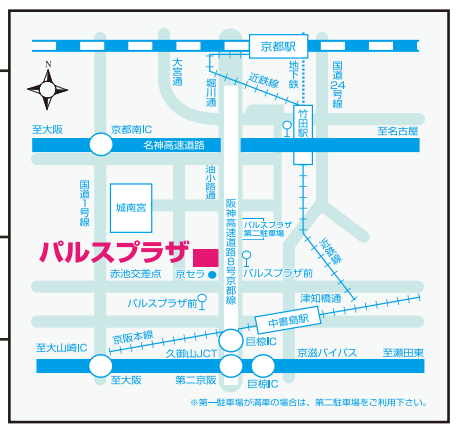 京都駅
大宮通
堀川通
近鉄線
地下鉄
国道24号線
N
竹田駅
至大阪
京都南IC
至名古屋
名神高速道路
国道1号線
城南宮
油小路通
阪神高速道路8号京都線
パルスプラザ
第二駐車場
近鉄線
パルスプラザ
赤池交差点
京セラ
パルスプラザ前
パルスプラザ前
津知橋通
中書島駅
京阪本線
巨椋IC
至大山崎IC
久御山JCT
京滋バイパス
至瀬田東
至大阪
第二京阪
巨椋IC
※第一駐車場が満車の場合は、第二駐車場をご利用下さい。